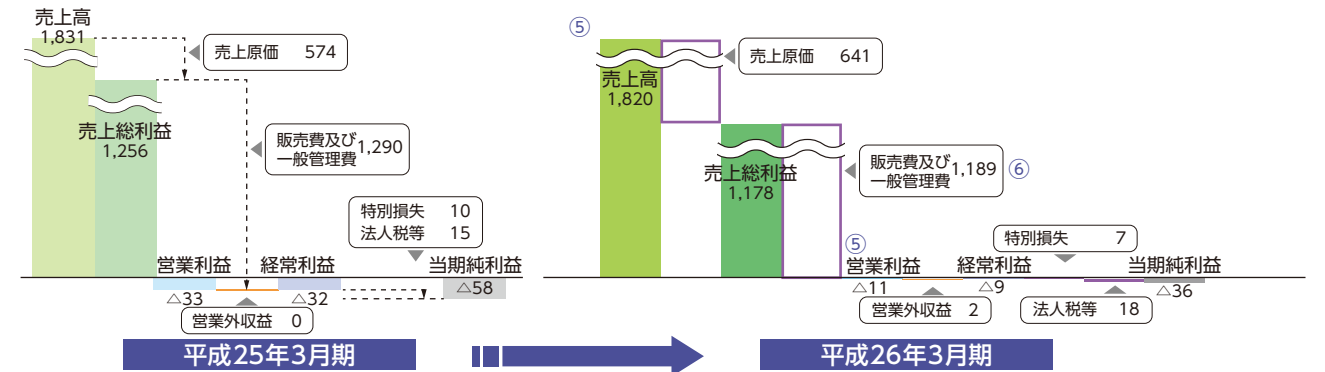 売上高
1,831
売上原価 574
売上総利益
1,256
販売費及び
一般管理費
1,290
特別損失 10
法人税等 15
営業利益
△33
経常利益
△32
当期純利益
△58
営業外収益 0
平成25年3月期
⑤
売上高
1,820
売上原価 641
売上総利益
1,178
販売費及び
一般管理費
1,189
⑥
⑤
営業利益
△11
営業外収益 2
経常利益
△9
特別損失 7
法人税等 18
当期純利益
△36
平成26年3月期